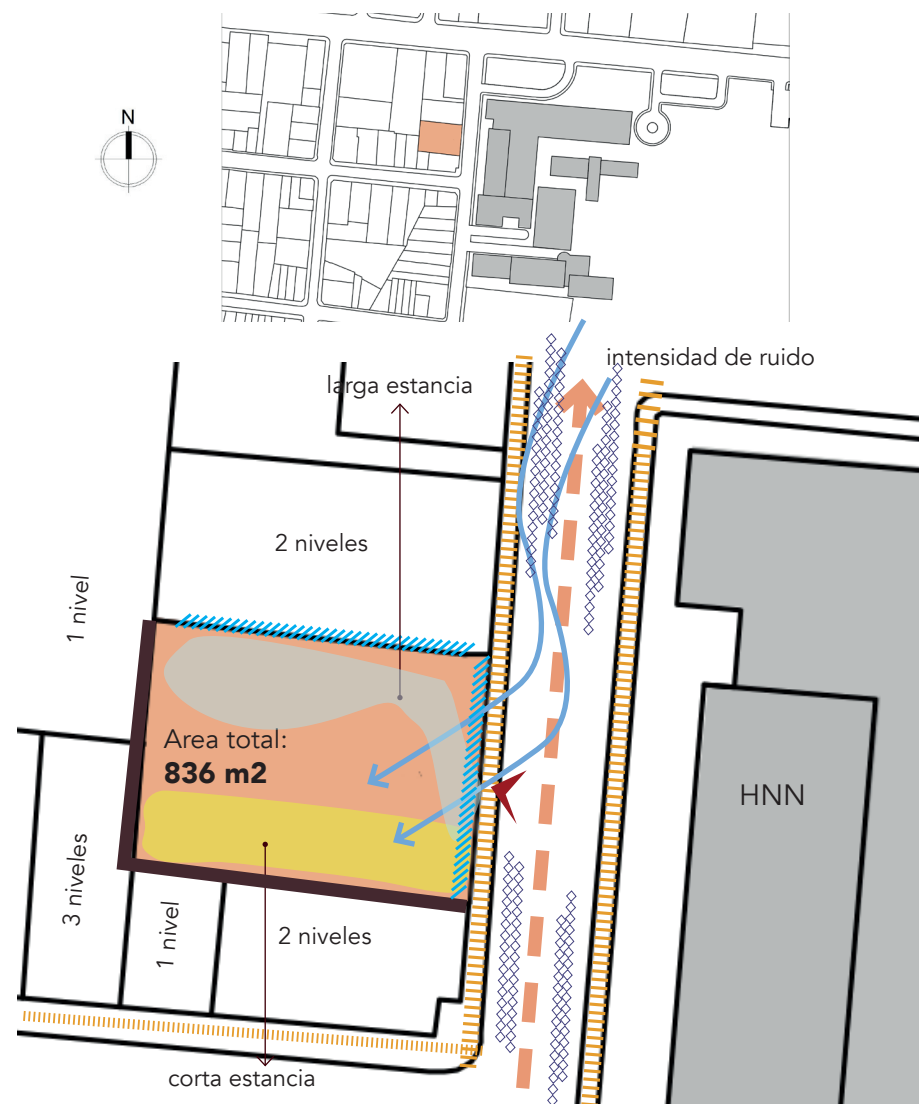 N
intensidad de ruido
larga estancia
2 niveles
1 nivel
Area total:
836 m2
HNN
3 niveles
1 nivel
2 niveles
corta estancia